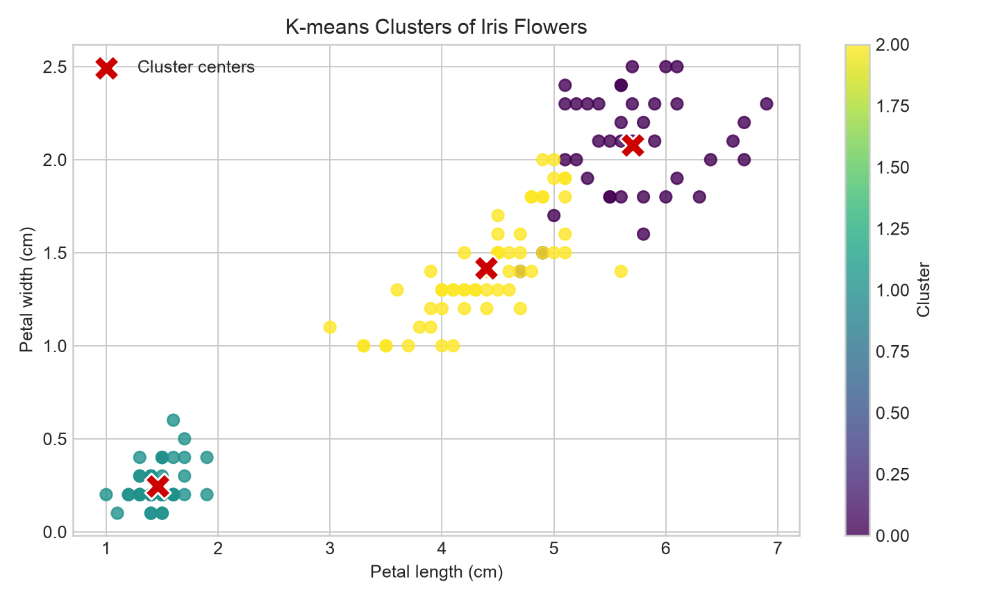 K-means Clusters of Iris Flowers
Cluster centers
2.5
2.0
1.5
1.0
0.5
0.0
Petal width (cm)
1 2 3 4 5 6 7
Petal length (cm)
2.00
1.75
1.50
1.25
1.00
0.75
0.50
0.25
0.00
Cluster